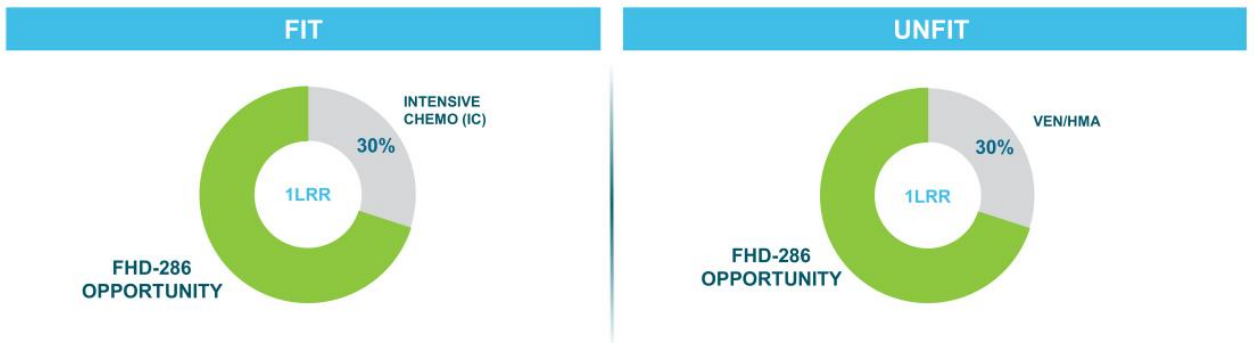 FIT
INTENSIVE
CHEMO (IC)
30%
1LRR
FHD-286
OPPORTUNITY
UNFIT
VEN/HMA
30%
1LRR
FHD-286
OPPORTUNITY